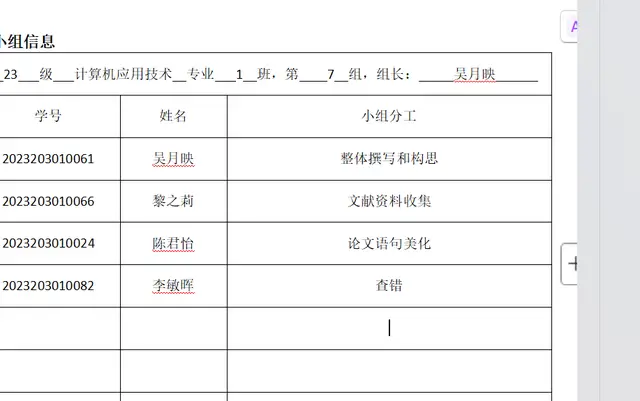 小组信息
23 级 计算机应用技术 专业 1 班，第 7 组，组长： 吴月映
学号 姓名 小组分工
2023203010061 吴月映 整体撰写和构思
2023203010066 黎之莉 文献资料收集
2023203010024 陈君怡 论文语句美化
2023203010082 李敏晖 查错